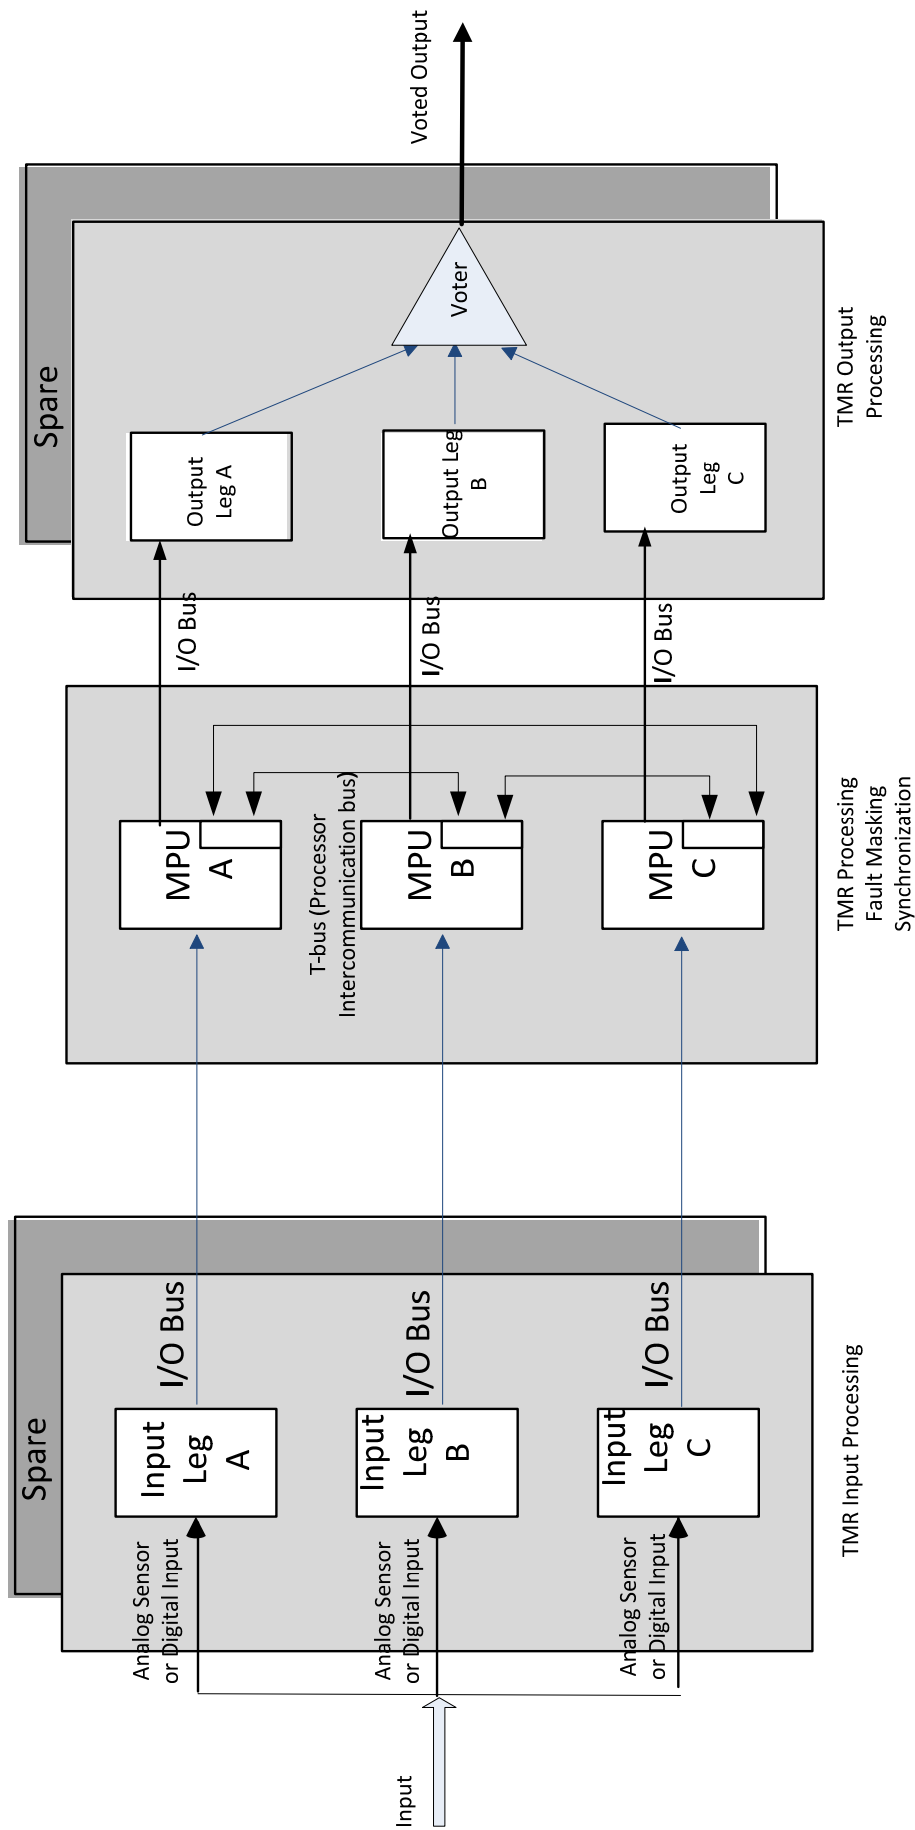 Input
Analog Sensor
or Digital Input
Analog Sensor
or Digital Input
Analog Sensor
or Digital Input
Spare
Input
Leg
A
Input
Leg
B
Input
Leg
C
I/O Bus
I/O Bus
I/O Bus
TMR Input Processing
MPU
A
MPU
B
MPU
C
T-bus (Processor
Intercommunication bus)
TMR Processing
Fault Masking
Synchronization
I/O Bus
I/O Bus
I/O Bus
Spare
Output
Leg A
Output Leg
B
Output
Leg
C
Voter
TMR Output
Processing
Voted Output